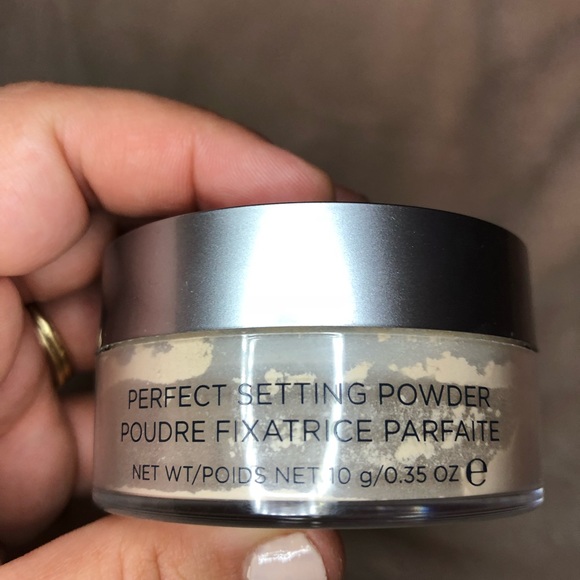 PERFECT SETTING POWDER
POUDRE FIXATRICE PARFAITE
NET WT/POIDS NET 10 g/0.35 OZ ℮